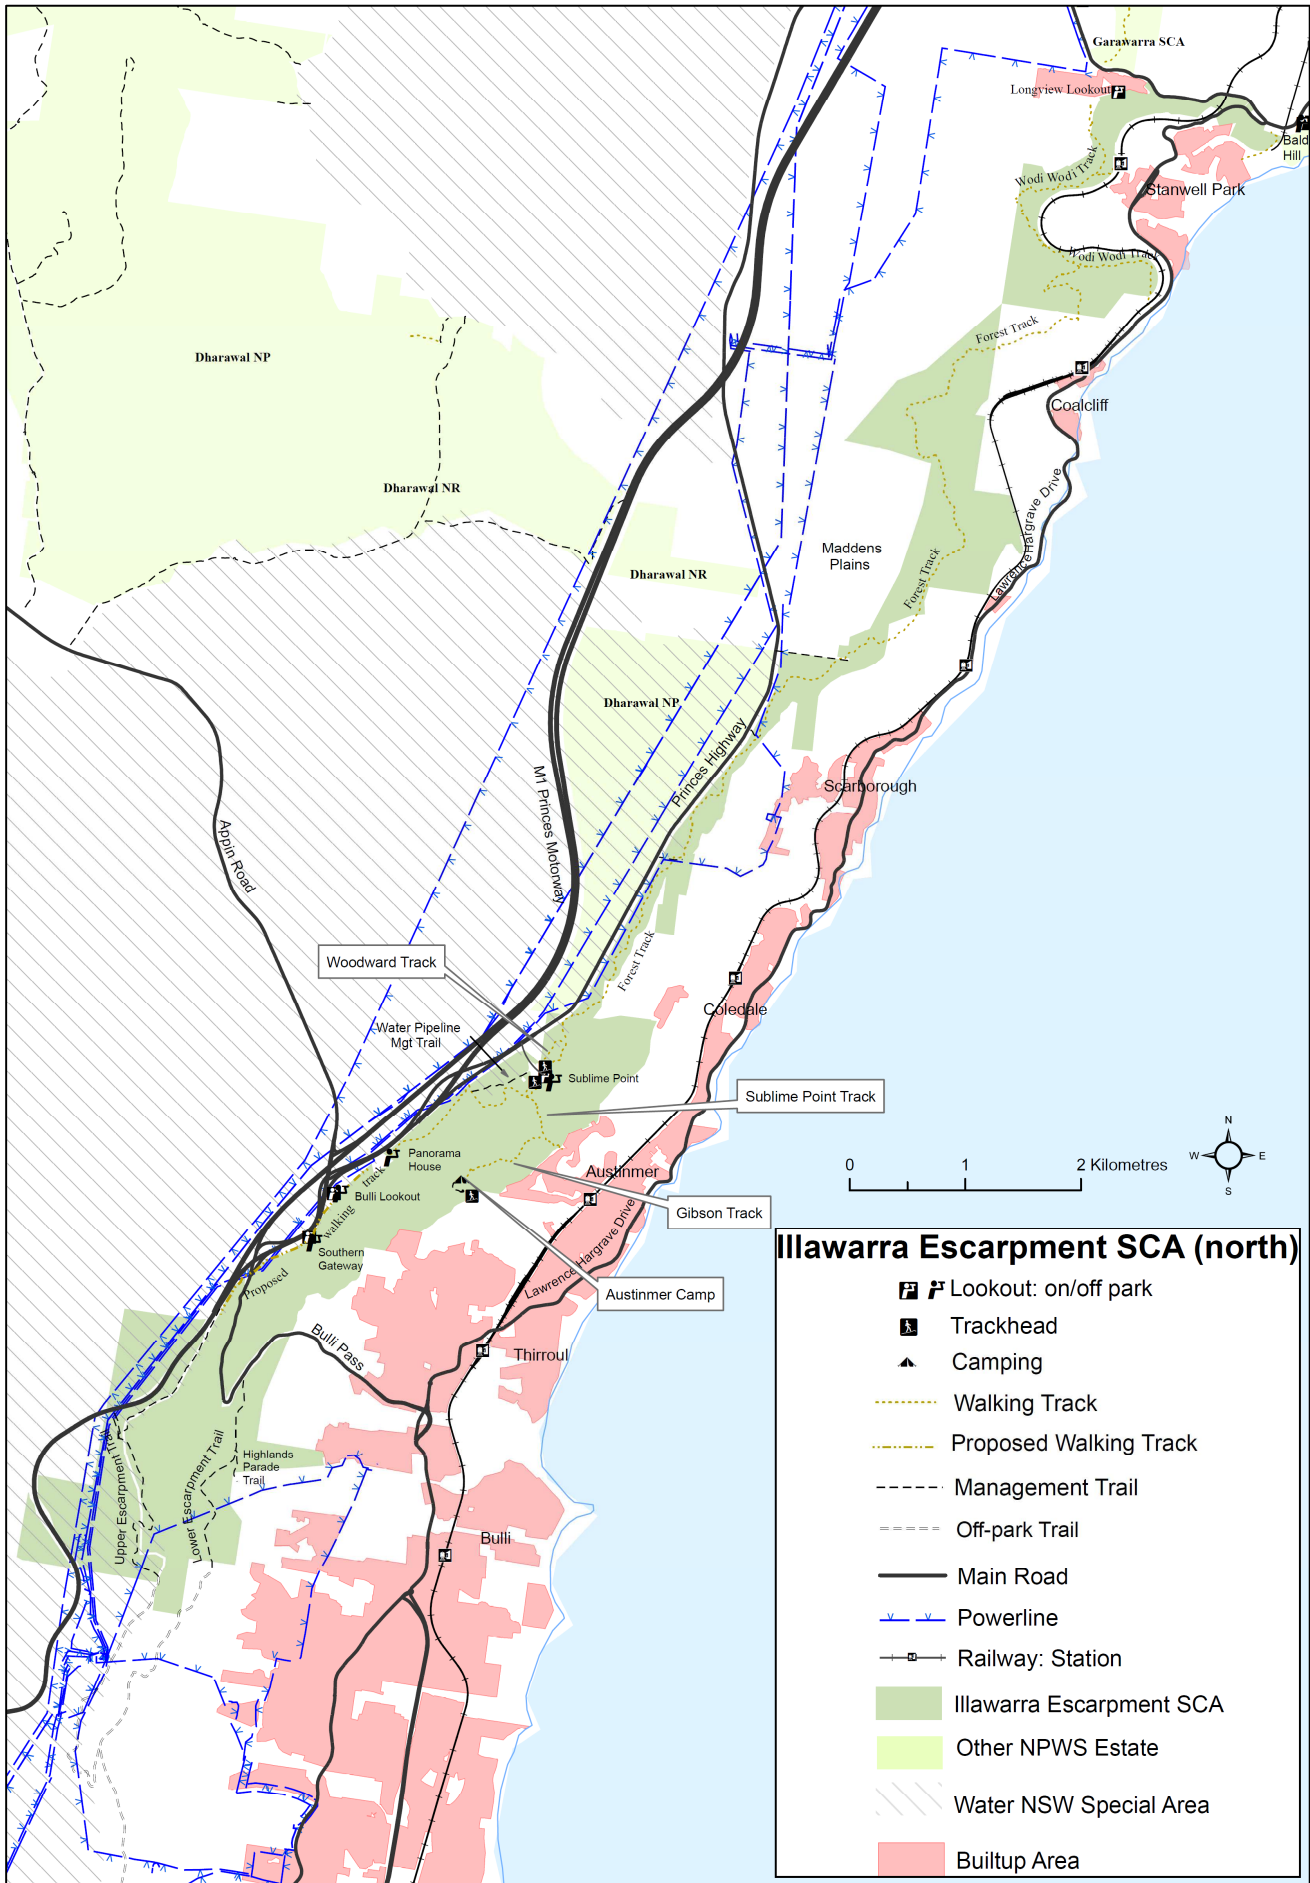 Garawarra SCA
Longview Lookout
Bald
Hill
Wodi Wodi Track
Stanwell Park
Wodi Wodi Track
Forest Track
Dharawal NP
Coalcliff
Dharawal NR
Lawrence Hargrave Drive
Maddens
Plains
Dharawal NR
Forest Track
Dharawal NP
Princes Highway
M1 Princes Motorway
Scarborough
Appin Road
Forest Track
Woodward Track
Coledale
Water Pipeline
Mgt Trail
Sublime Point
Sublime Point Track
Panorama
House
Austinmer
Bulli Lookout
Gibson Track
Proposed walking track
Southern
Gateway
Lawrence Hargrave Drive
Austinmer Camp
Bulli Pass
Thirroul
Upper Escarpment Trail
Lower Escarpment Trail
Highlands
Parade
Trail
Bulli
0 1 2 Kilometres
N
W E
S
Illawarra Escarpment SCA (north)
Lookout: on/off park
Trackhead
Camping
Walking Track
Proposed Walking Track
Management Trail
Off-park Trail
Main Road
Powerline
Railway: Station
Illawarra Escarpment SCA
Other NPWS Estate
Water NSW Special Area
Builtup Area